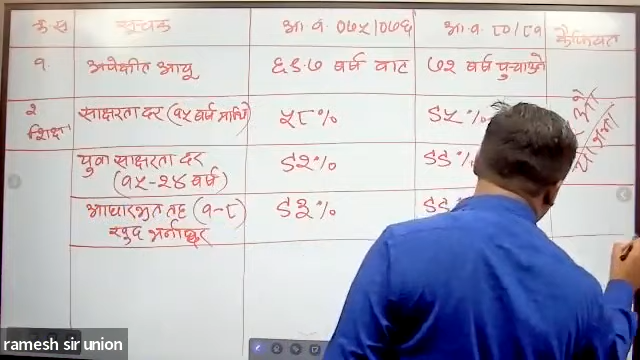 क्र.स सूचक आ.व. ०७५/०७६ आ.व. ८०/८१ कैफियत
१. अपेक्षीत आयू ६९.७ वर्ष बाट ७२ वर्ष पुर्‍याउने
२ शिक्षा साक्षरता दर (१५ वर्ष माथि) ५८% ९५%
युवा साक्षरता दर ९२% ९९%
(१५-२४ वर्ष)
आधारभुत तह (१-८) ९३% ९९
खुद भर्नादर
ramesh sir union